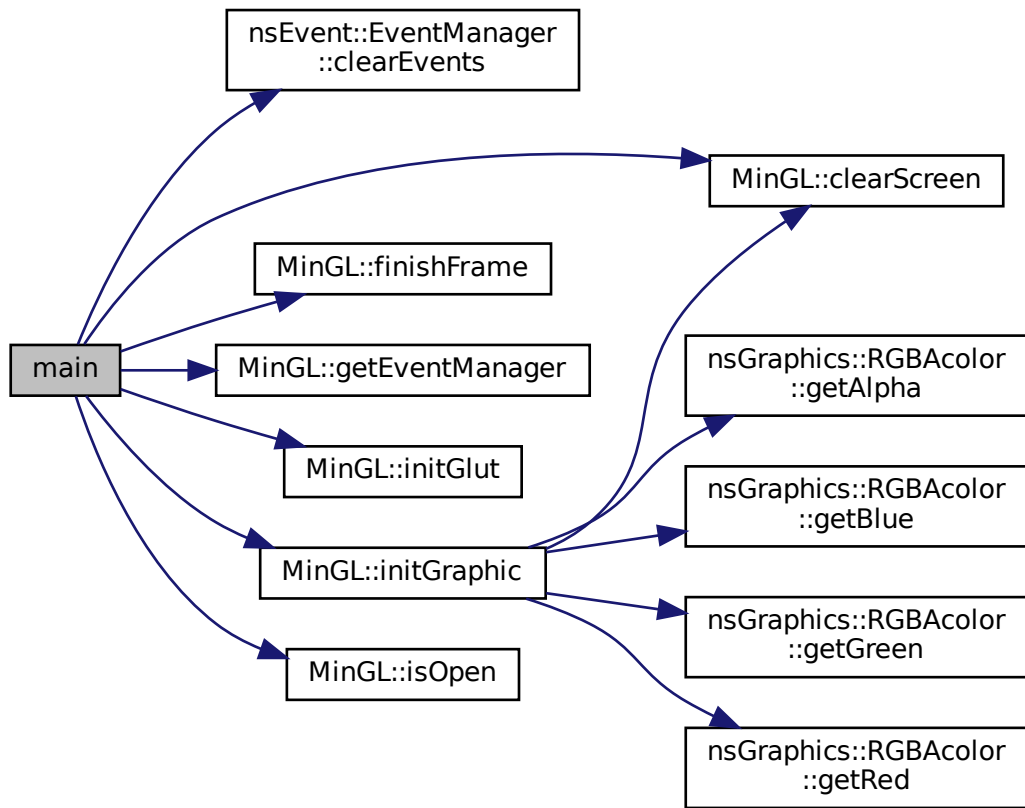 nsEvent::EventManager
::clearEvents
MinGL::clearScreen
MinGL::finishFrame
main
MinGL::getEventManager
nsGraphics::RGBAcolor
::getAlpha
MinGL::initGlut
nsGraphics::RGBAcolor
::getBlue
MinGL::initGraphic
nsGraphics::RGBAcolor
::getGreen
MinGL::isOpen
nsGraphics::RGBAcolor
::getRed